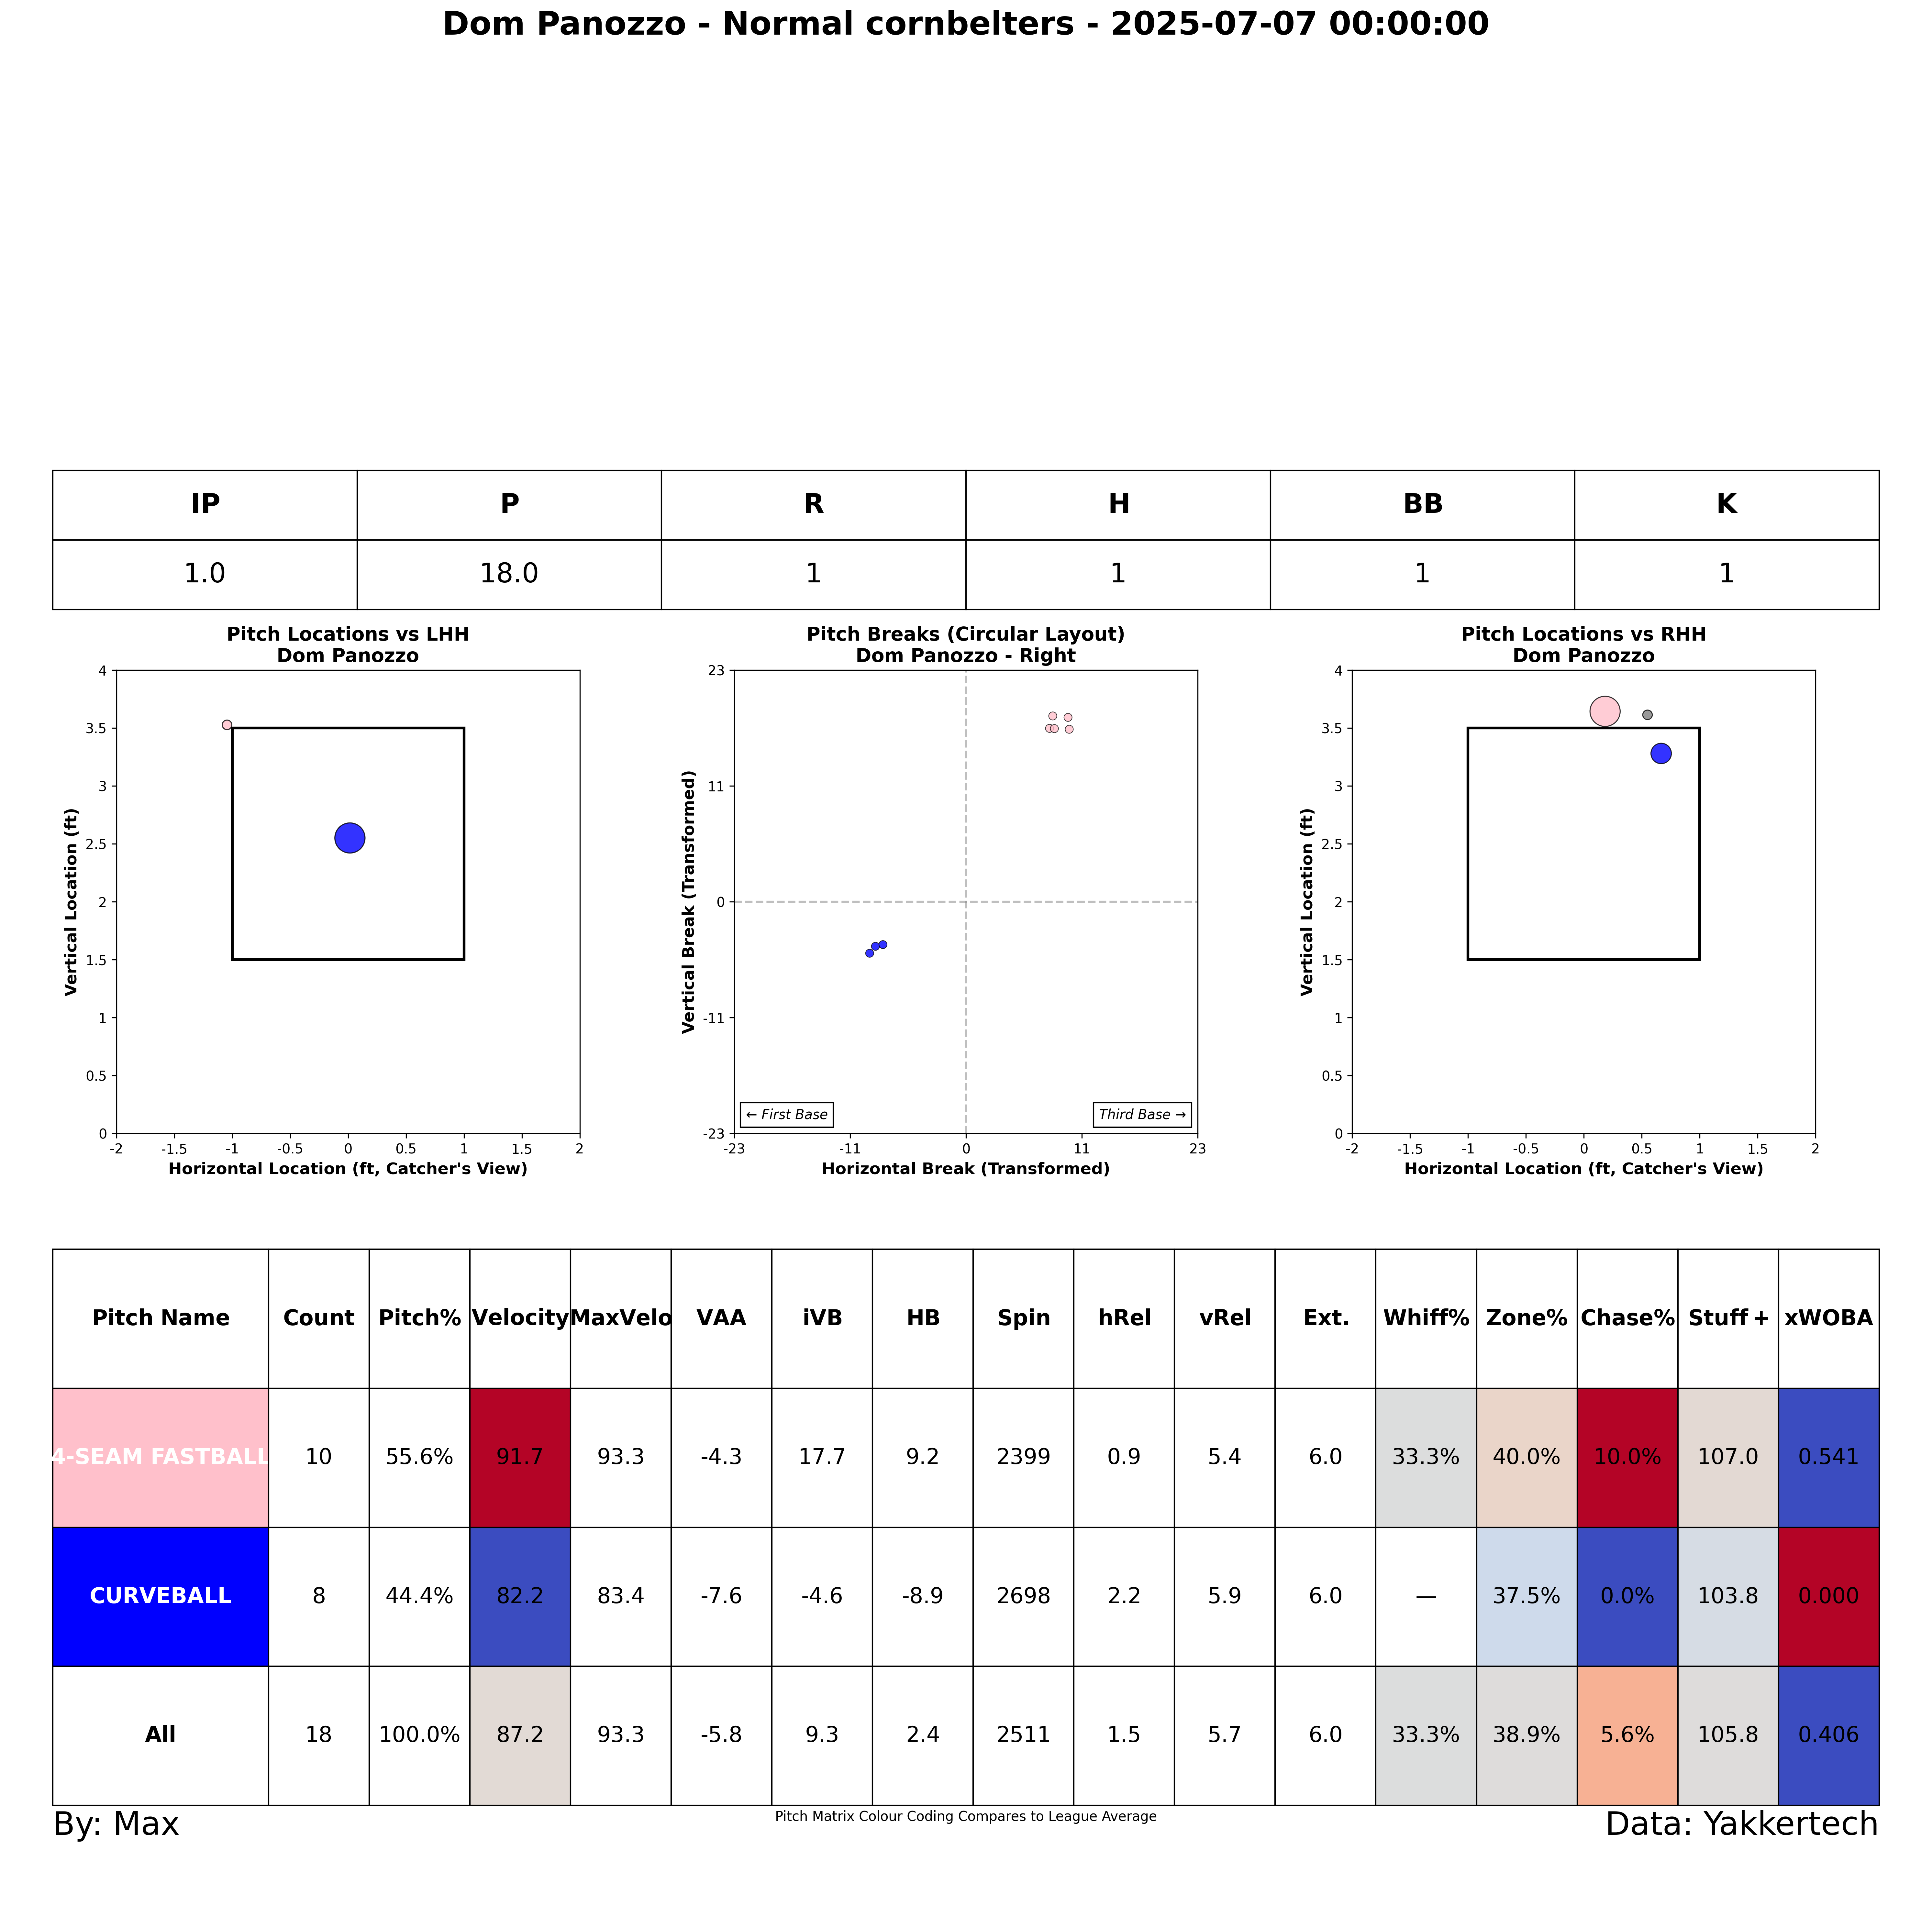 Dom Panozzo - Normal cornbelters - 2025-07-07 00:00:00
IP P R H BB K
1.0 18.0 1 1 1 1
Pitch Locations vs LHH
Dom Panozzo
4
3.5
3
2.5
2
1.5
1
0.5
0
-2 -1.5 -1 -0.5 0 0.5 1 1.5 2
Vertical Location (ft)
Horizontal Location (ft, Catcher's View)
Pitch Breaks (Circular Layout)
Dom Panozzo - Right
23
11
0
-11
-23
-23 -11 0 11 23
Vertical Break (Transformed)
← First Base
Third Base →
Horizontal Break (Transformed)
Pitch Locations vs RHH
Dom Panozzo
4
3.5
3
2.5
2
1.5
1
0.5
0
-2 -1.5 -1 -0.5 0 0.5 1 1.5 2
Vertical Location (ft)
Horizontal Location (ft, Catcher's View)
Pitch Name Count Pitch% Velocity MaxVelo VAA iVB HB Spin hRel vRel Ext. Whiff% Zone% Chase% Stuff+ xWOBA
4-SEAM FASTBALL 10 55.6% 91.7 93.3 -4.3 17.7 9.2 2399 0.9 5.4 6.0 33.3% 40.0% 10.0% 107.0 0.541
CURVEBALL 8 44.4% 82.2 83.4 -7.6 -4.6 -8.9 2698 2.2 5.9 6.0 — 37.5% 0.0% 103.8 0.000
All 18 100.0% 87.2 93.3 -5.8 9.3 2.4 2511 1.5 5.7 6.0 33.3% 38.9% 5.6% 105.8 0.406
By: Max
Pitch Matrix Colour Coding Compares to League Average
Data: Yakkertech